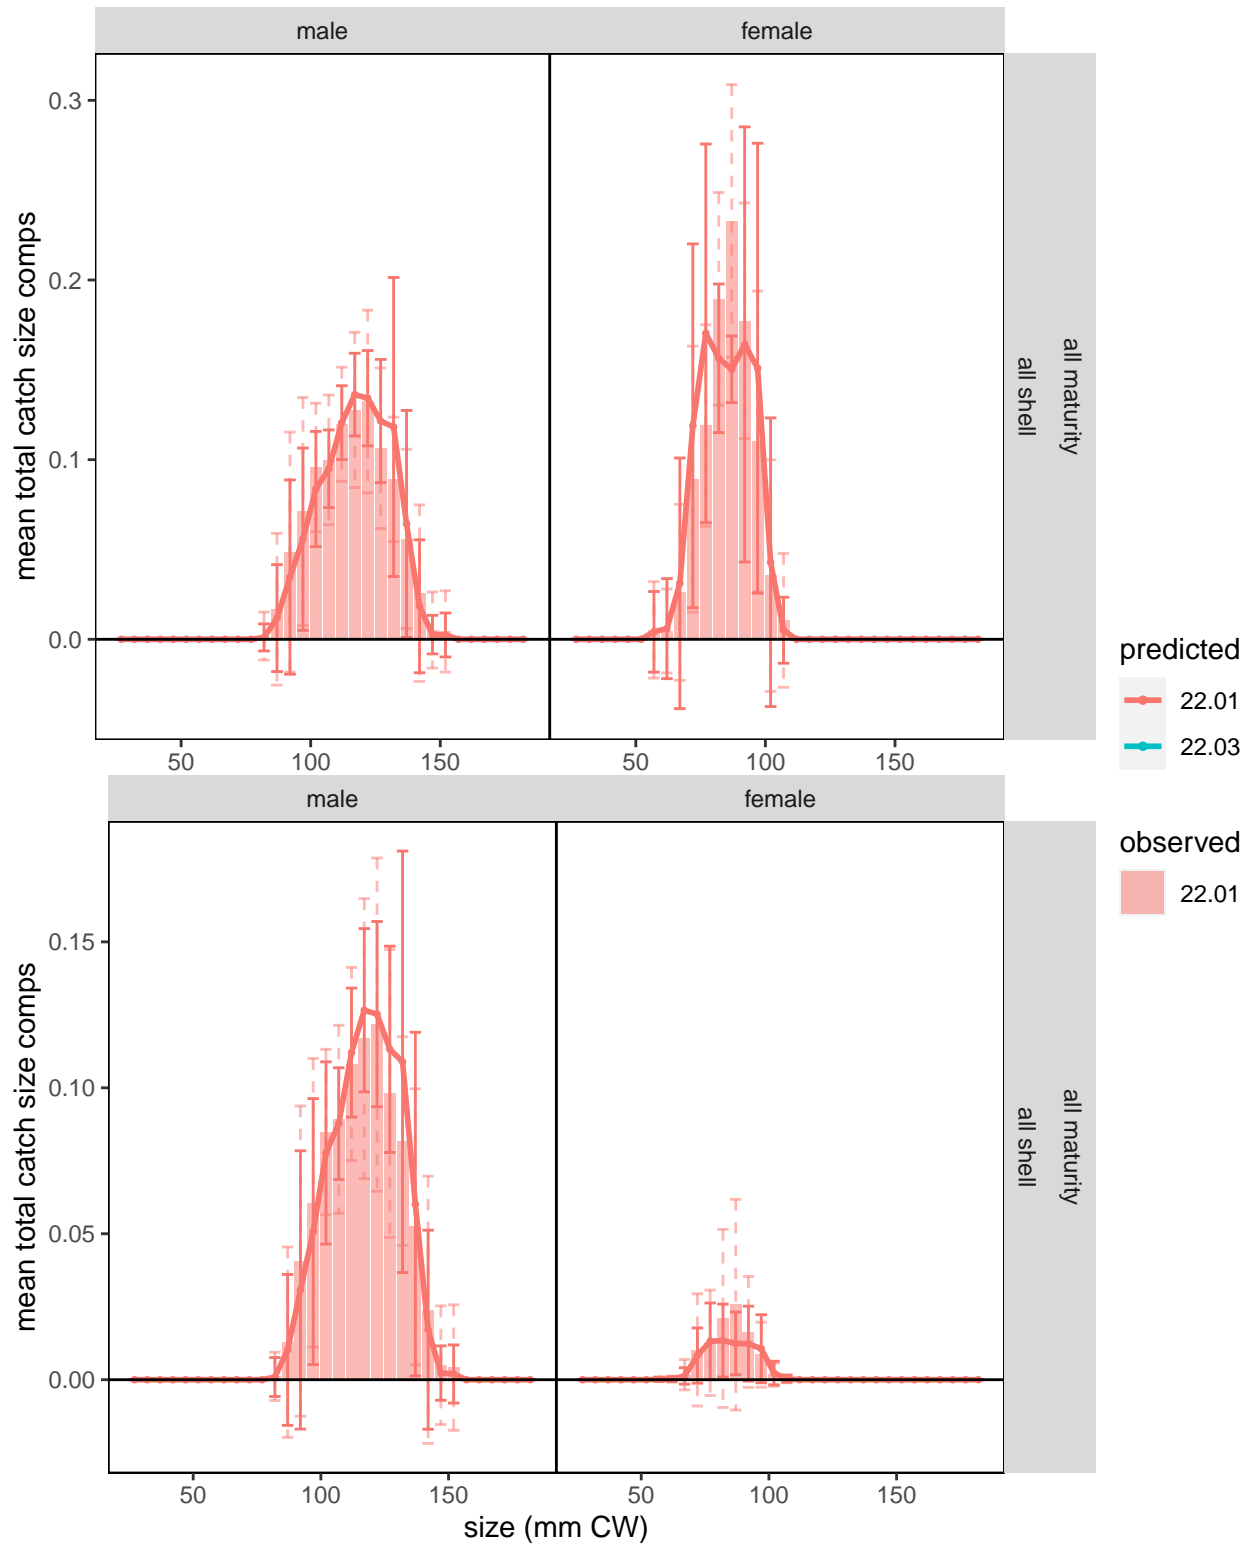 male
female
0.3
0.2
0.1
0.0
mean total catch size comps
all maturity
all shell
50
100
150
50
100
150
predicted
22.01
22.03
observed
22.01
male
female
0.15
0.10
0.05
0.00
mean total catch size comps
all maturity
all shell
50
100
150
50
100
150
size (mm CW)